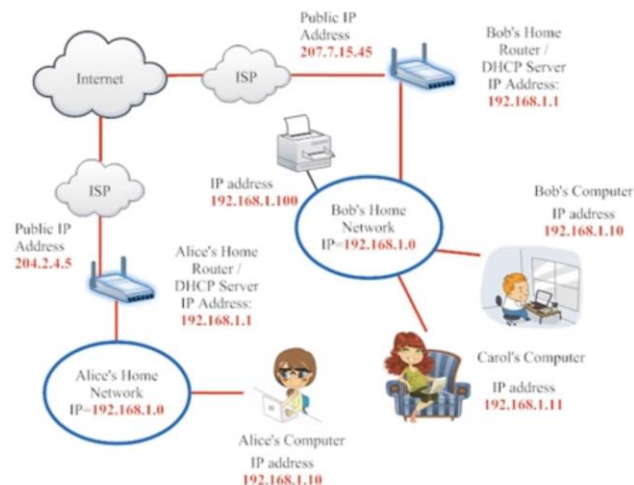 Public IP
Address
207.7.15.45
Bob's Home
Router /
DHCP Server
IP Address:
192.168.1.1
Internet
ISP
IP address
192.168.1.100
Bob's Home
Network
IP=192.168.1.0
Bob's Computer
IP address
192.168.1.10
ISP
Public IP
Address
204.2.4.5
Alice's Home
Router /
DHCP Server
IP Address:
192.168.1.1
Alice's Home
Network
IP=192.168.1.0
Alice's Computer
IP address
192.168.1.10
Carol's Computer
IP address
192.168.1.11